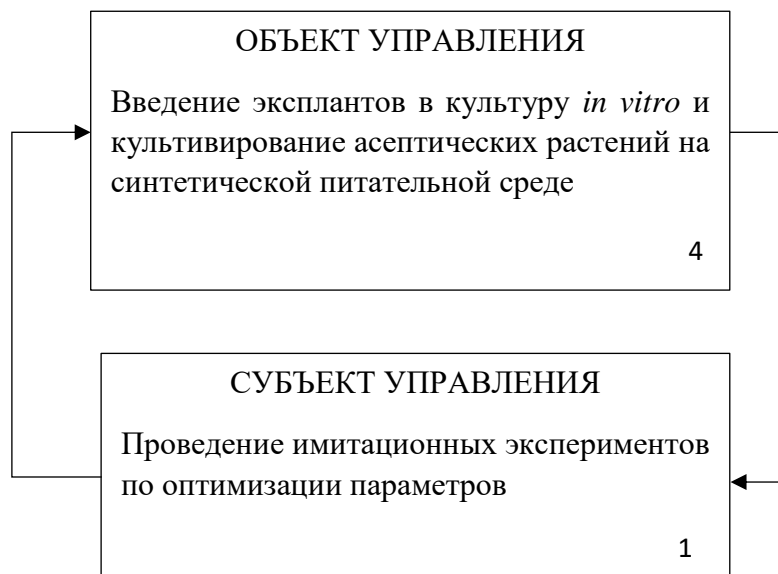 ОБЪЕКТ УПРАВЛЕНИЯ
Введение эксплантов в культуру in vitro и
культивирование асептических растений на
синтетической питательной среде
4
СУБЪЕКТ УПРАВЛЕНИЯ
Проведение имитационных экспериментов
по оптимизации параметров
1